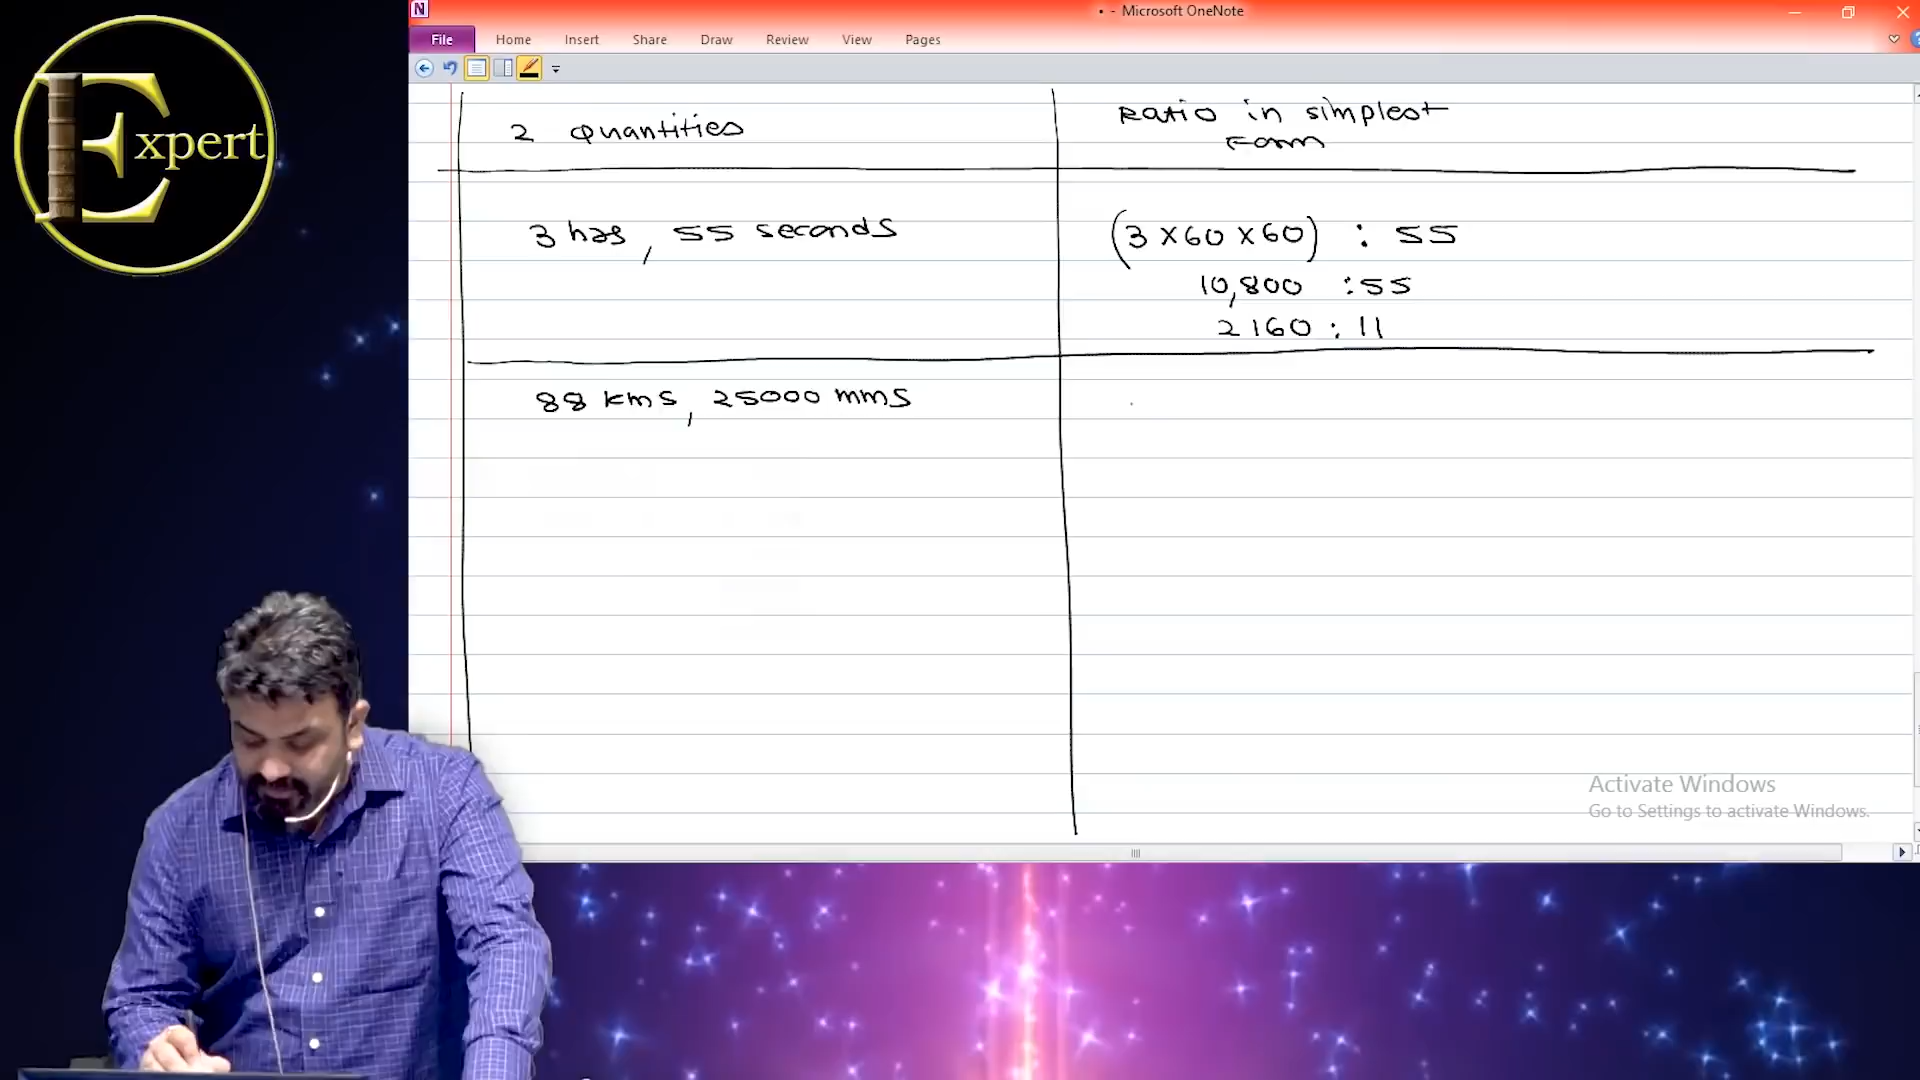 Expert
- Microsoft OneNote
File Home Insert Share Draw Review View Pages
2 Quantities
Ratio in simplest
Form
3 hrs, 55 seconds
(3 × 60 × 60) : 55
10,800 : 55
2160 : 11
88 kms, 25000 mms
Activate Windows
Go to Settings to activate Windows.